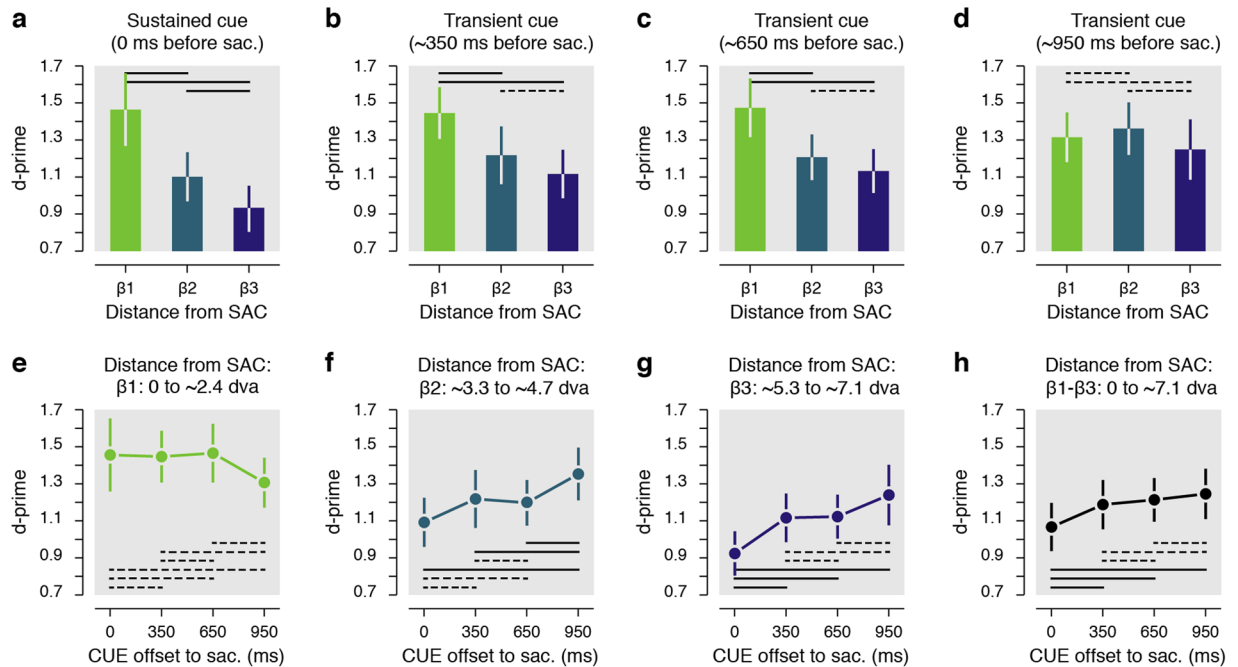 a
Sustained cue
(0 ms before sac.)
d-prime
1.7
1.5
1.3
1.1
0.9
0.7
β1 β2 β3
Distance from SAC
b
Transient cue
(~350 ms before sac.)
d-prime
1.7
1.5
1.3
1.1
0.9
0.7
β1 β2 β3
Distance from SAC
c
Transient cue
(~650 ms before sac.)
d-prime
1.7
1.5
1.3
1.1
0.9
0.7
β1 β2 β3
Distance from SAC
d
Transient cue
(~950 ms before sac.)
d-prime
1.7
1.5
1.3
1.1
0.9
0.7
β1 β2 β3
Distance from SAC
e
Distance from SAC:
β1: 0 to ~2.4 dva
d-prime
1.7
1.5
1.3
1.1
0.9
0.7
0 350 650 950
CUE offset to sac. (ms)
f
Distance from SAC:
β2: ~3.3 to ~4.7 dva
d-prime
1.7
1.5
1.3
1.1
0.9
0.7
0 350 650 950
CUE offset to sac. (ms)
g
Distance from SAC:
β3: ~5.3 to ~7.1 dva
d-prime
1.7
1.5
1.3
1.1
0.9
0.7
0 350 650 950
CUE offset to sac. (ms)
h
Distance from SAC:
β1-β3: 0 to ~7.1 dva
d-prime
1.7
1.5
1.3
1.1
0.9
0.7
0 350 650 950
CUE offset to sac. (ms)